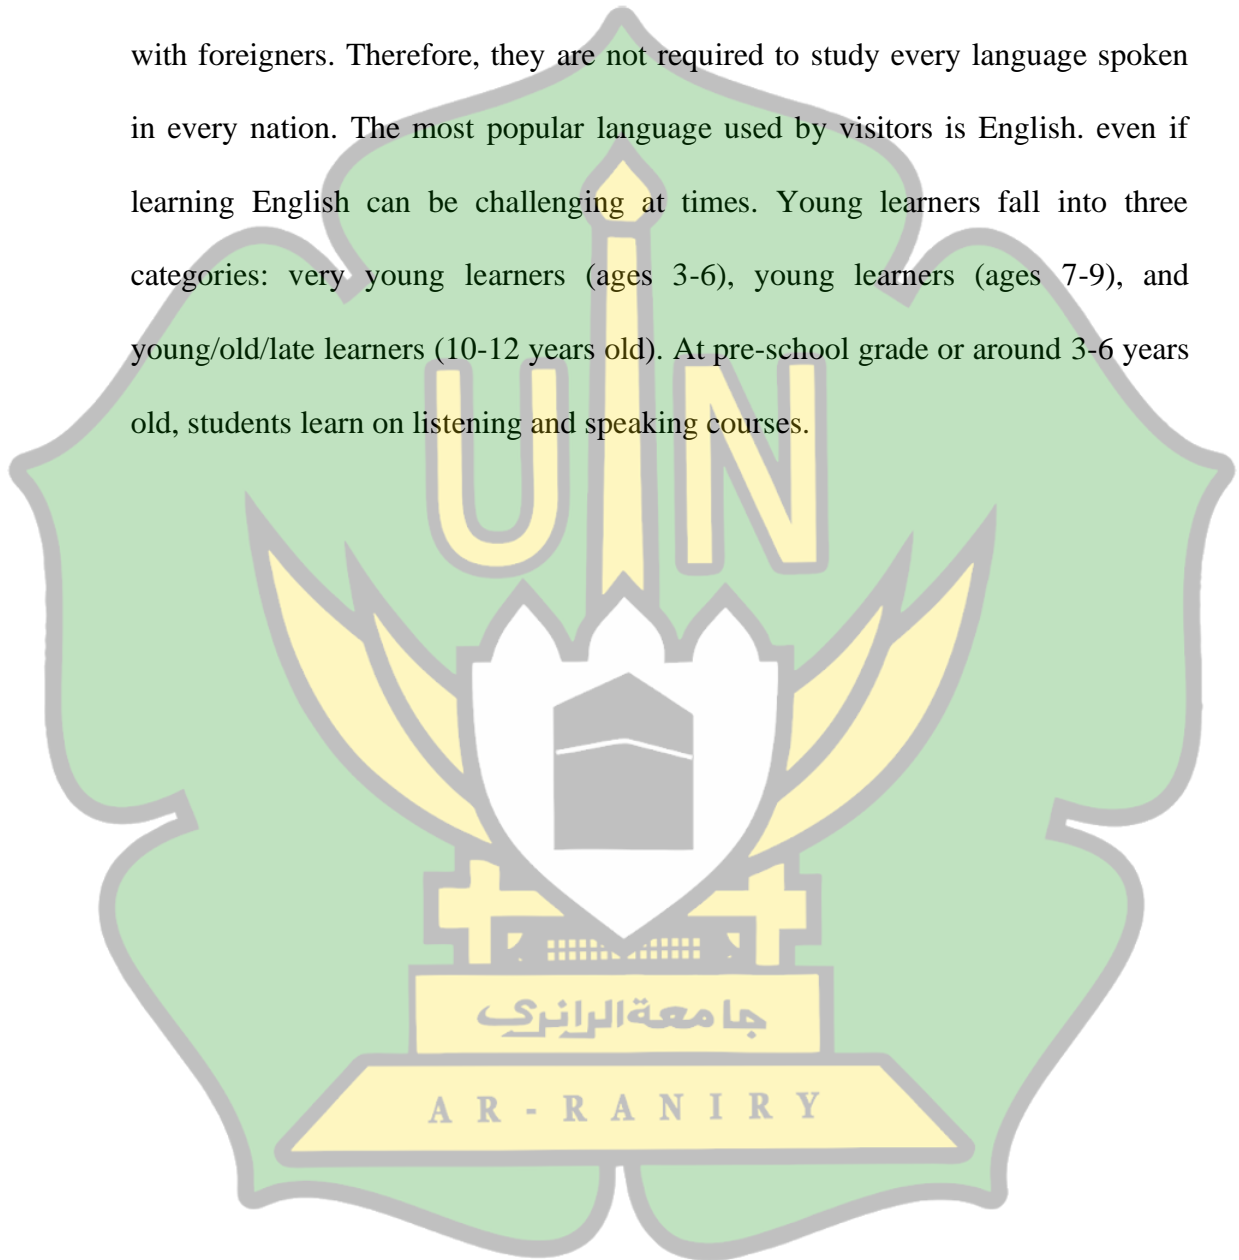 with foreigners. Therefore, they are not required to study every language spoken
in every nation. The most popular language used by visitors is English. even if
learning English can be challenging at times. Young learners fall into three
categories: very young learners (ages 3-6), young learners (ages 7-9), and
young/old/late learners (10-12 years old). At pre-school grade or around 3-6 years
old, students learn on listening and speaking courses.
UIN
جامعةالرانرى
AR-RANIRY